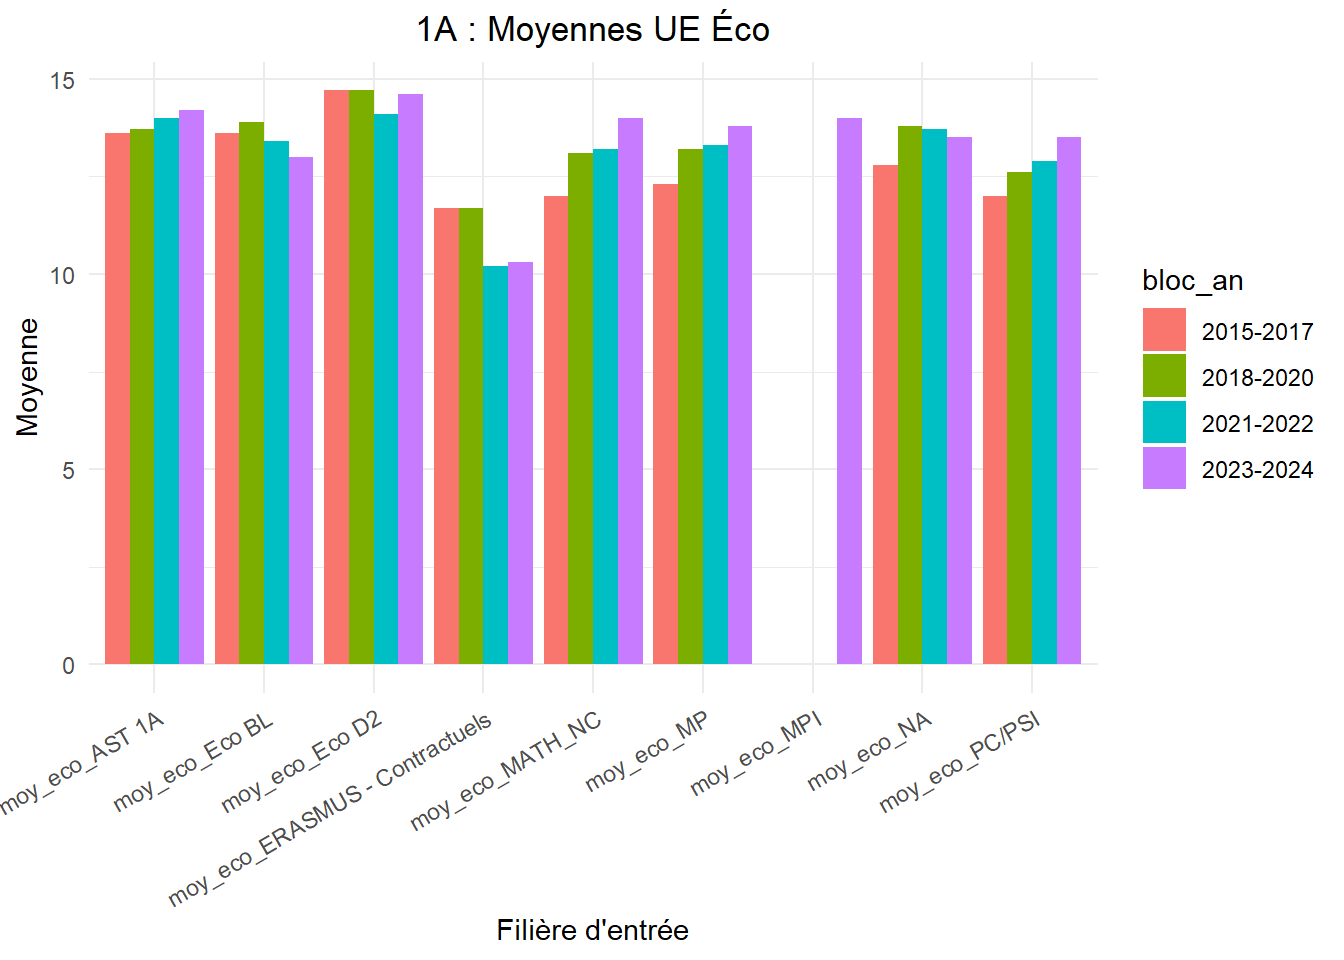 1A : Moyennes UE Éco
Moyenne
15
10
5
0
moy_eco_AST 1A
moy_eco_Eco BL
moy_eco_Eco D2
moy_eco_ERASMUS - Contractuels
moy_eco_MATH_NC
moy_eco_MP
moy_eco_MPI
moy_eco_NA
moy_eco_PC/PSI
Filière d'entrée
bloc_an
2015-2017
2018-2020
2021-2022
2023-2024